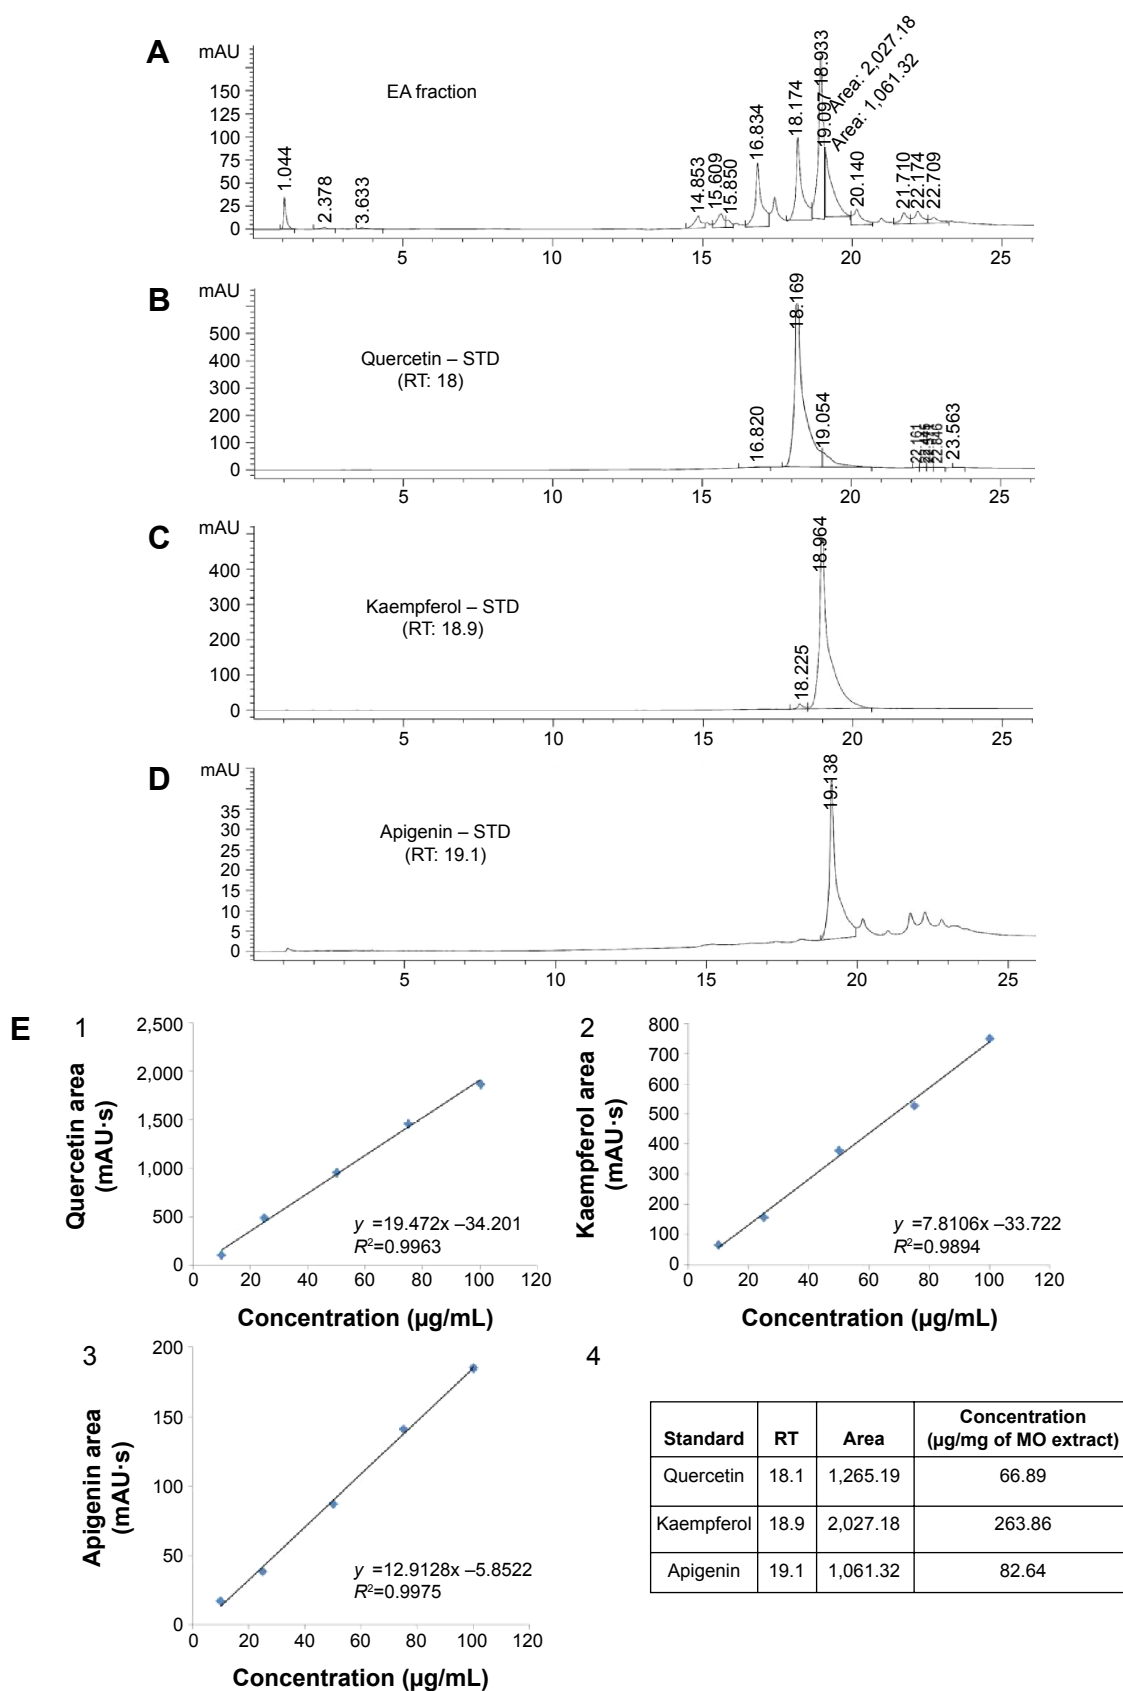 A
mAU
EA fraction
150
125
100
75
50
25
0
1.044
2.378
3.633
14.853
15.609
15.850
16.834
18.174
18.933
19.097
Area: 2,027.18
Area: 1,061.32
20.140
21.710
22.174
22.709
5 10 15 20 25
B
mAU
Quercetin – STD
(RT: 18)
500
400
300
200
100
0
16.820
18.169
19.054
22.161
22.846
23.563
5 10 15 20 25
C
mAU
Kaempferol – STD
(RT: 18.9)
400
300
200
100
0
18.225
18.964
5 10 15 20 25
D
mAU
Apigenin – STD
(RT: 19.1)
35
30
25
20
15
10
5
0
19.138
5 10 15 20 25
E
1
Quercetin area
(mAU·s)
2,500
2,000
1,500
1,000
500
0
y =19.472x –34.201
R²=0.9963
0 20 40 60 80 100 120
Concentration (µg/mL)
2
Kaempferol area
(mAU·s)
800
700
600
500
400
300
200
100
0
y =7.8106x –33.722
R²=0.9894
0 20 40 60 80 100 120
Concentration (µg/mL)
3
Apigenin area
(mAU·s)
200
150
100
50
0
y =12.9128x –5.8522
R²=0.9975
0 20 40 60 80 100 120
Concentration (µg/mL)
4
Standard RT Area Concentration
(µg/mg of MO extract)
Quercetin 18.1 1,265.19 66.89
Kaempferol 18.9 2,027.18 263.86
Apigenin 19.1 1,061.32 82.64